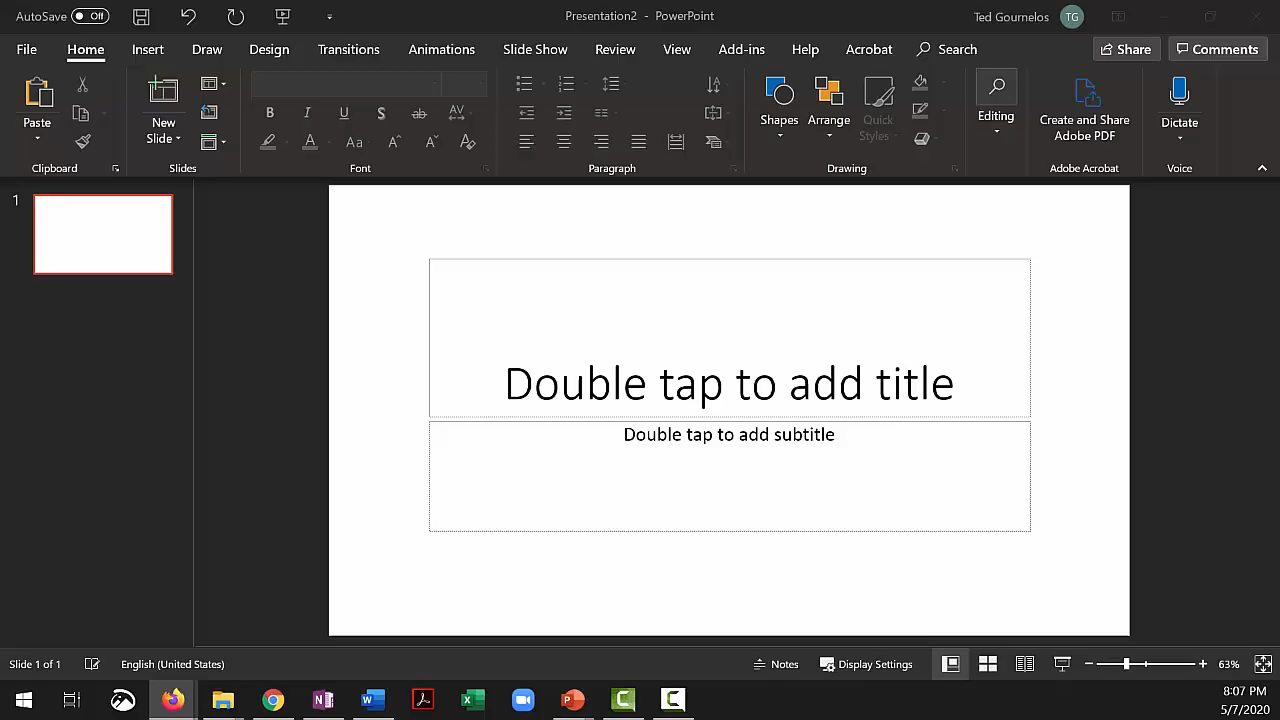 AutoSave Off
Presentation2 - PowerPoint
Ted Gournelos TG
File Home Insert Draw Design Transitions Animations Slide Show Review View Add-ins Help Acrobat Search Share Comments
Paste
Clipboard
New
Slide
Slides
B I U S ab AV
A Aa A A A
Font
Paragraph
Shapes
Arrange
Quick
Styles
Drawing
Editing
Create and Share
Adobe PDF
Adobe Acrobat
Dictate
Voice
1
Double tap to add title
Double tap to add subtitle
Slide 1 of 1 English (United States) Notes Display Settings 63%
8:07 PM
5/7/2020